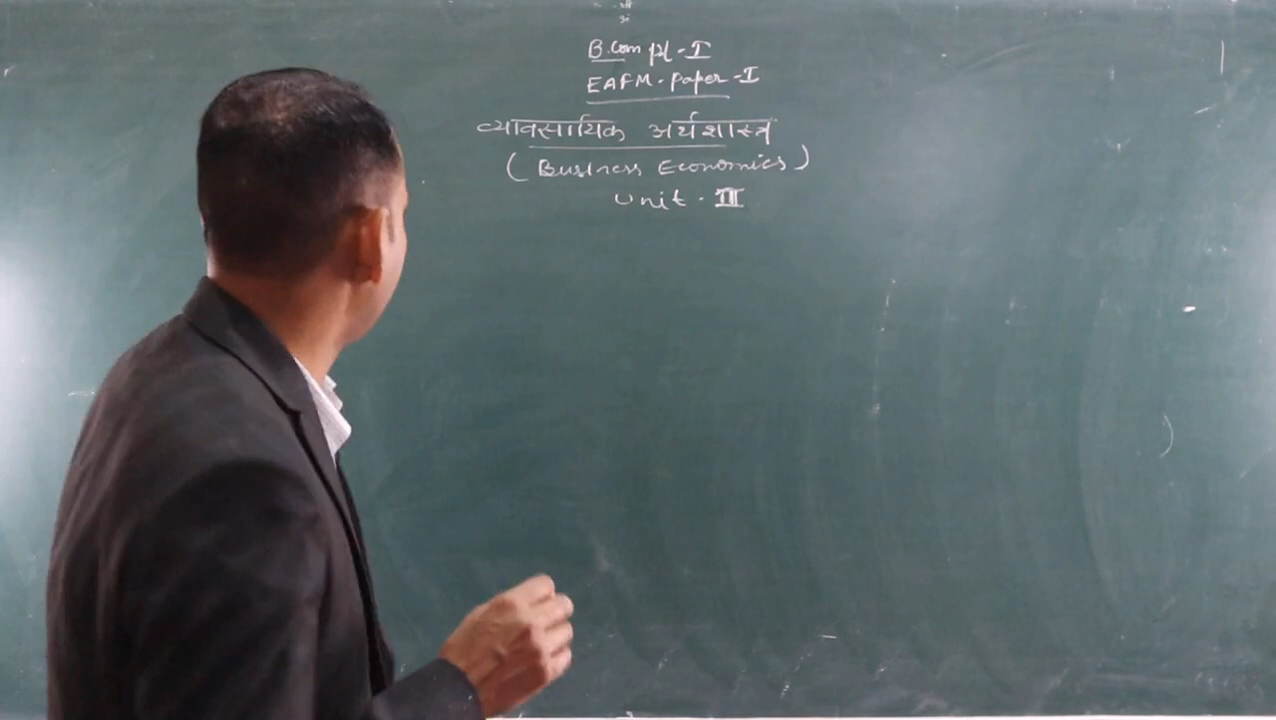 B.Com pt-I
EAFM. Paper-I
व्यावसायिक अर्थशास्त्र
( Business Economics )
Unit. III